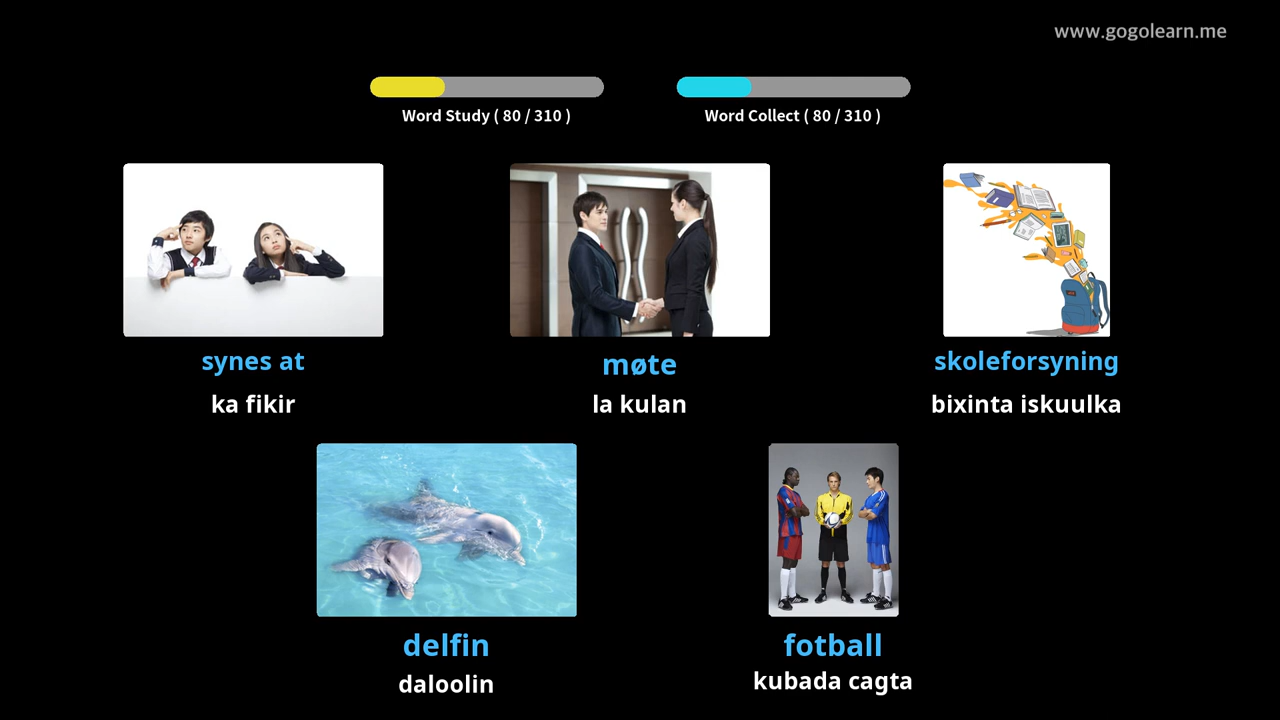 www.gogolearn.me
Word Study ( 80 / 310 )
Word Collect ( 80 / 310 )
synes at
møte
skoleforsyning
ka fikir
la kulan
bixinta iskuulka
delfin
fotball
daloolin
kubada cagta